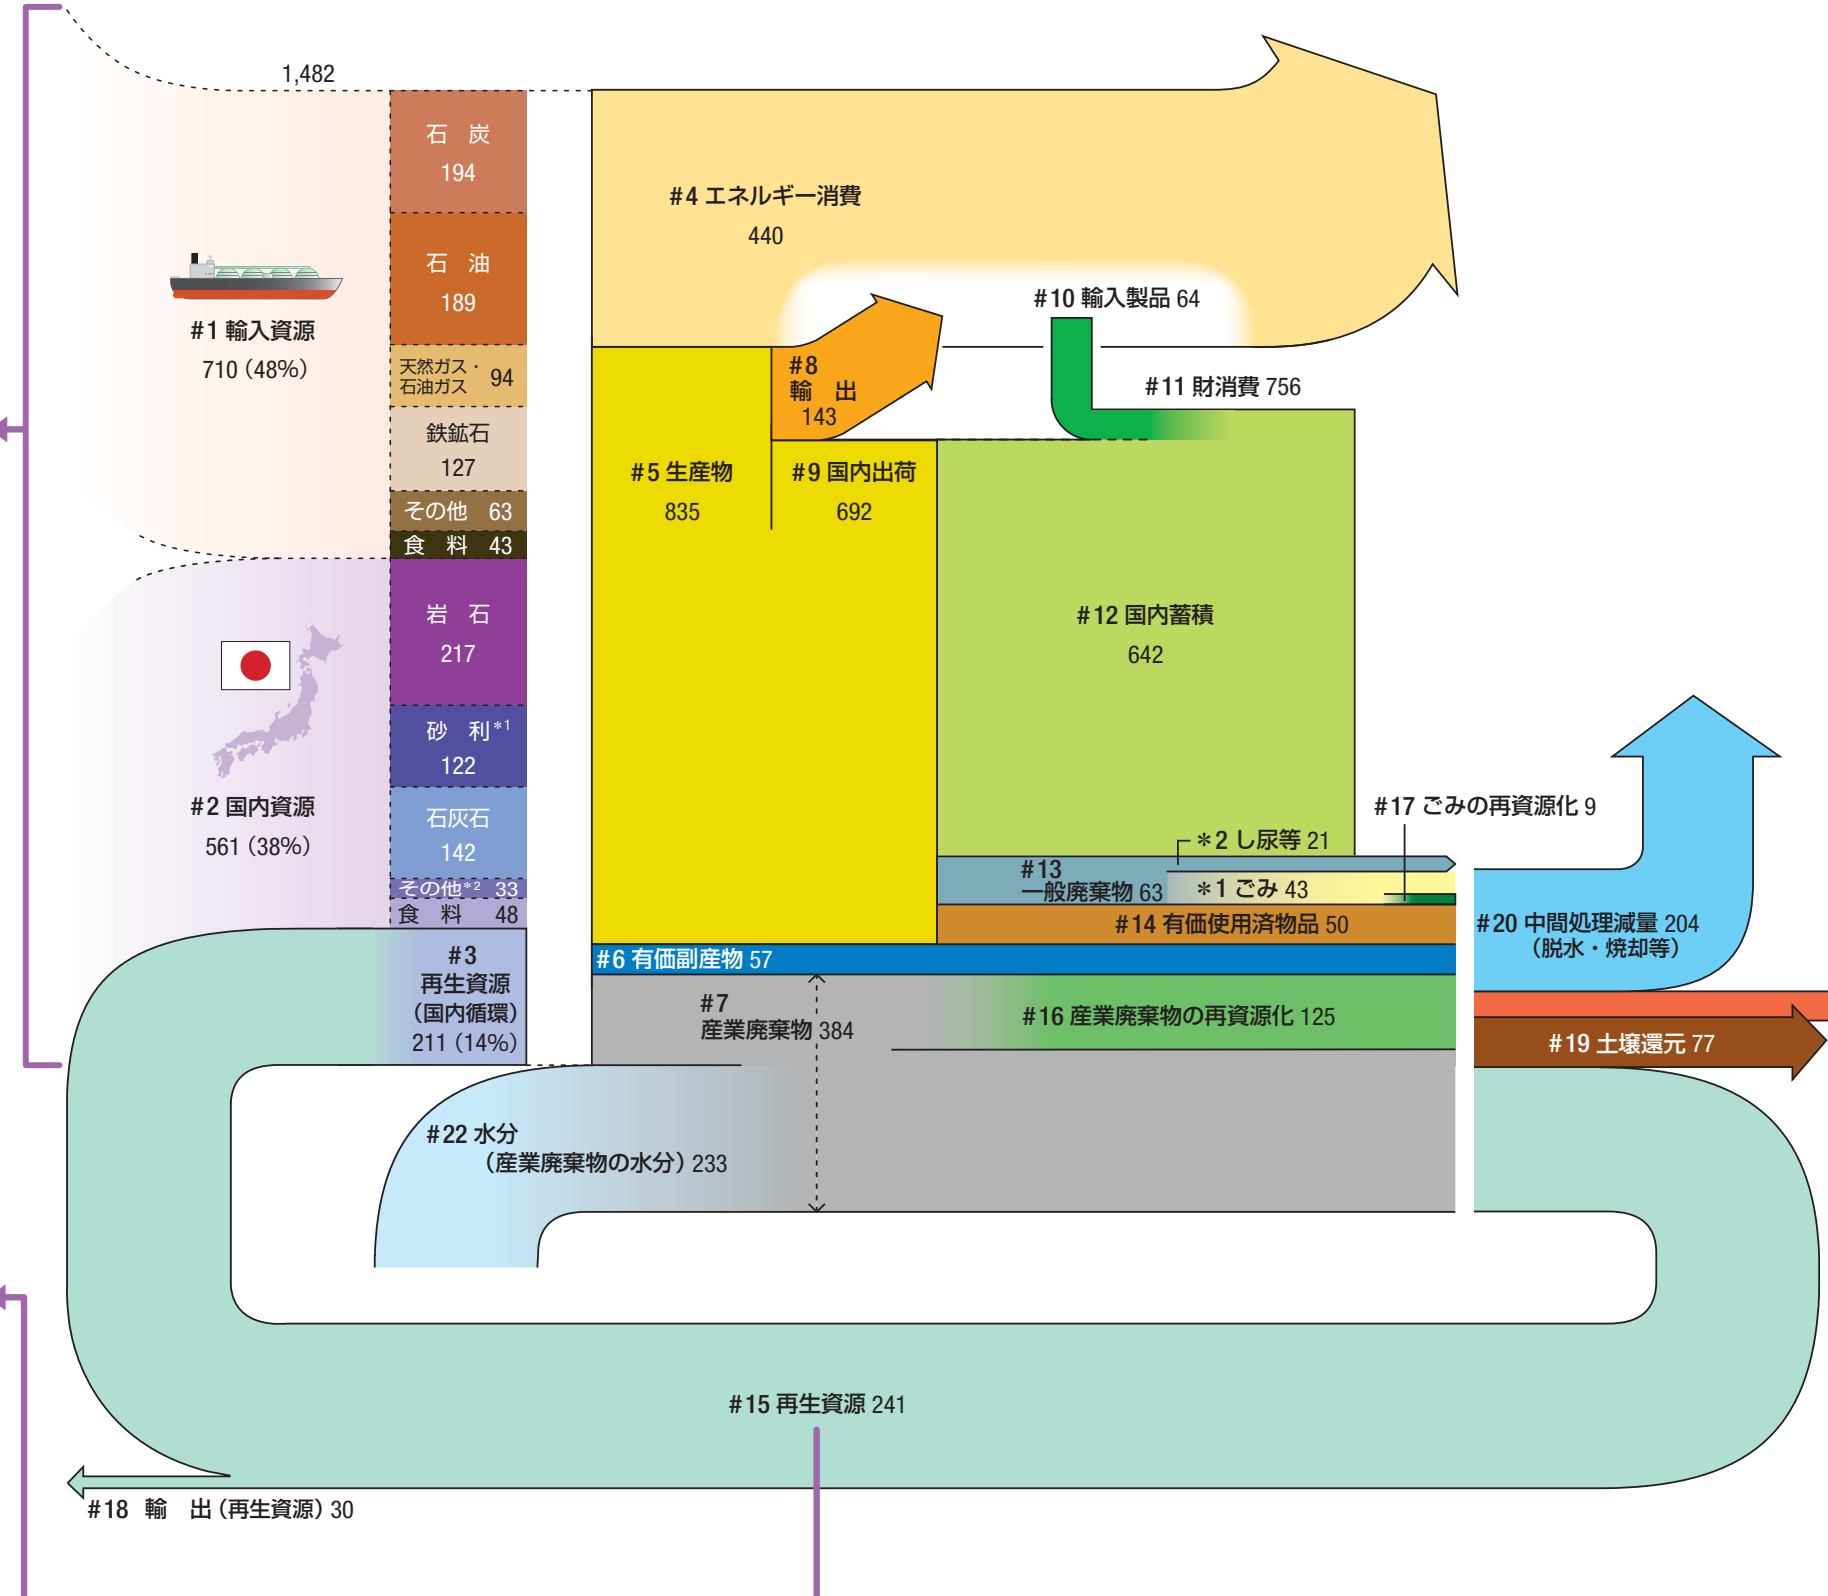 1,482
石　炭
194
石　油
189
天然ガス・
石油ガス 94
鉄鉱石
127
その他 63
食　料 43
#1 輸入資源
710（48%）
岩　石
217
砂　利*1
122
石灰石
142
その他*2 33
食　料 48
#2 国内資源
561（38%）
#3
再生資源
（国内循環）
211（14%）
#4 エネルギー消費
440
#5 生産物
835
#8
輸　出
143
#9 国内出荷
692
#10 輸入製品 64
#11 財消費 756
#12 国内蓄積
642
#13
一般廃棄物 63
*2 し尿等 21
*1 ごみ 43
#17 ごみの再資源化 9
#14 有価使用済物品 50
#6 有価副産物 57
#7
産業廃棄物 384
#16 産業廃棄物の再資源化 125
#20 中間処理減量 204
（脱水・焼却等）
#19 土壌還元 77
#22 水分
（産業廃棄物の水分）233
#15 再生資源 241
#18 輸　出（再生資源）30